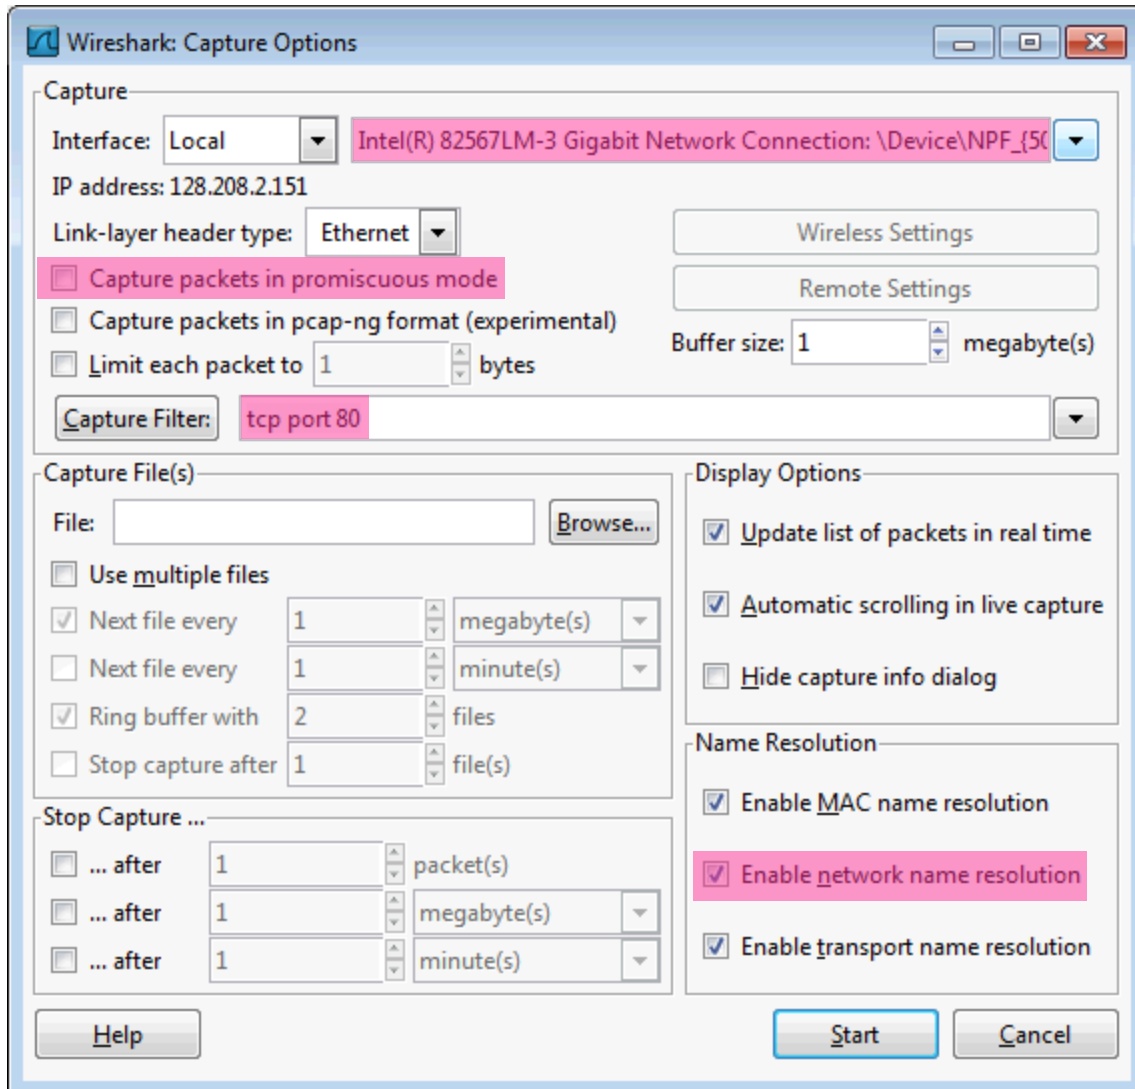 Wireshark: Capture Options
Capture
Interface: Local Intel(R) 82567LM-3 Gigabit Network Connection: \Device\NPF_{5(
IP address: 128.208.2.151
Link-layer header type: Ethernet Wireless Settings
Capture packets in promiscuous mode Remote Settings
Capture packets in pcap-ng format (experimental)
Buffer size: 1 megabyte(s)
Limit each packet to 1 bytes
Capture Filter: tcp port 80
Capture File(s)
File: Browse...
Use multiple files
Next file every 1 megabyte(s)
Next file every 1 minute(s)
Ring buffer with 2 files
Stop capture after 1 file(s)
Stop Capture ...
... after 1 packet(s)
... after 1 megabyte(s)
... after 1 minute(s)
Display Options
Update list of packets in real time
Automatic scrolling in live capture
Hide capture info dialog
Name Resolution
Enable MAC name resolution
Enable network name resolution
Enable transport name resolution
Help Start Cancel